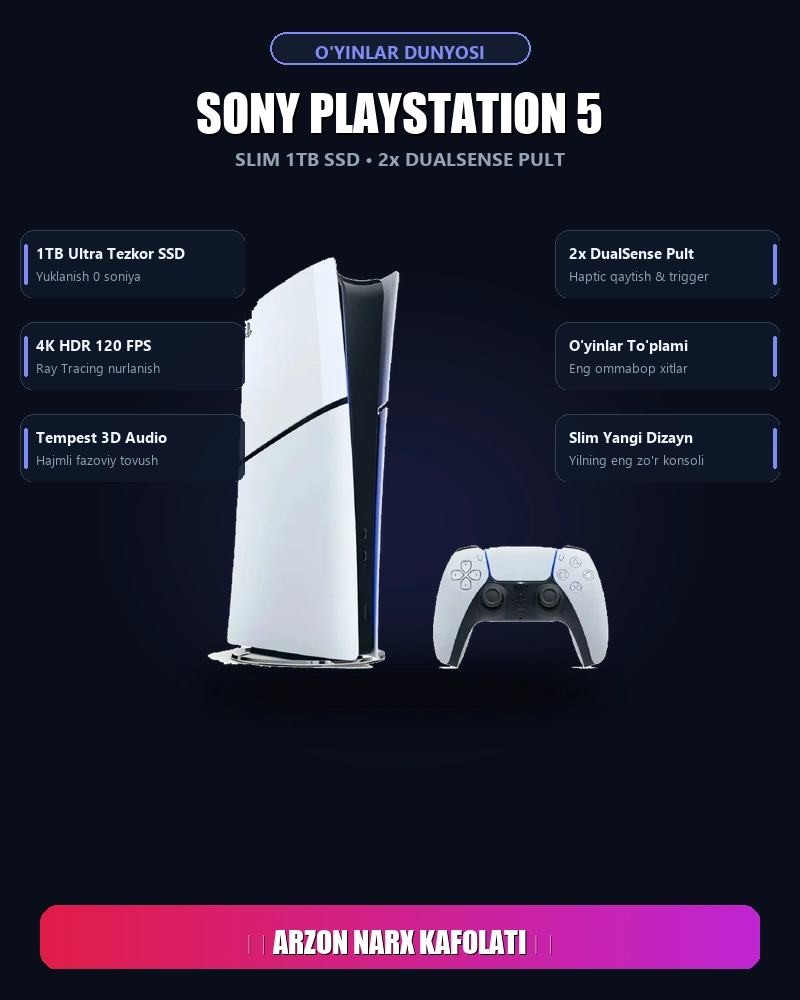 O'YINLAR DUNYOSI
SONY PLAYSTATION 5
SLIM 1TB SSD • 2x DUALSENSE PULT
1TB Ultra Tezkor SSD
Yuklanish 0 soniya
4K HDR 120 FPS
Ray Tracing nurlanish
Tempest 3D Audio
Hajmli fazoviy tovush
2x DualSense Pult
Haptic qaytish & trigger
O'yinlar To'plami
Eng ommabop xitlar
Slim Yangi Dizayn
Yilning eng zo'r konsoli
ARZON NARX KAFOLATI